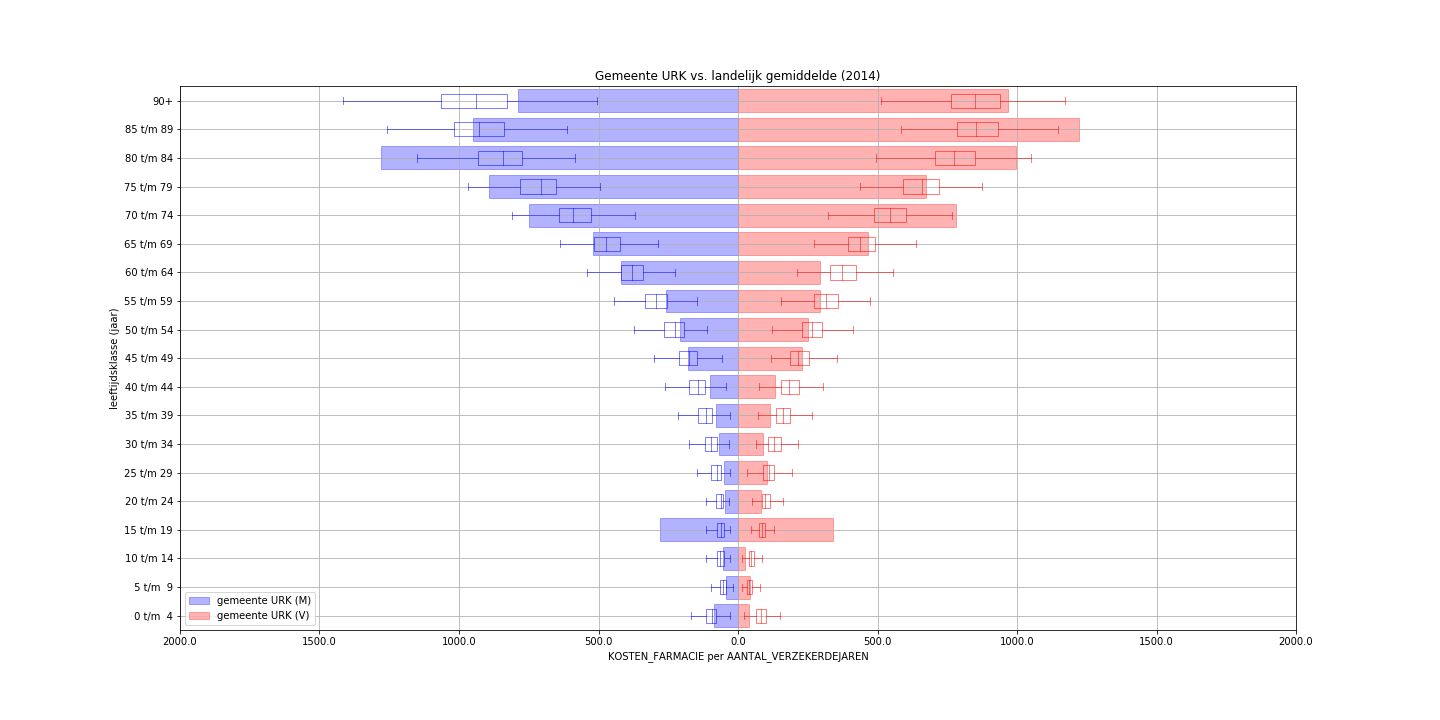 Gemeente URK vs. landelijk gemiddelde (2014)
leeftijdsklasse (jaar)
90+
85 t/m 89
80 t/m 84
75 t/m 79
70 t/m 74
65 t/m 69
60 t/m 64
55 t/m 59
50 t/m 54
45 t/m 49
40 t/m 44
35 t/m 39
30 t/m 34
25 t/m 29
20 t/m 24
15 t/m 19
10 t/m 14
5 t/m  9
0 t/m  4
gemeente URK (M)
gemeente URK (V)
2000.0 1500.0 1000.0 500.0 0.0 500.0 1000.0 1500.0 2000.0
KOSTEN_FARMACIE per AANTAL_VERZEKERDEJAREN